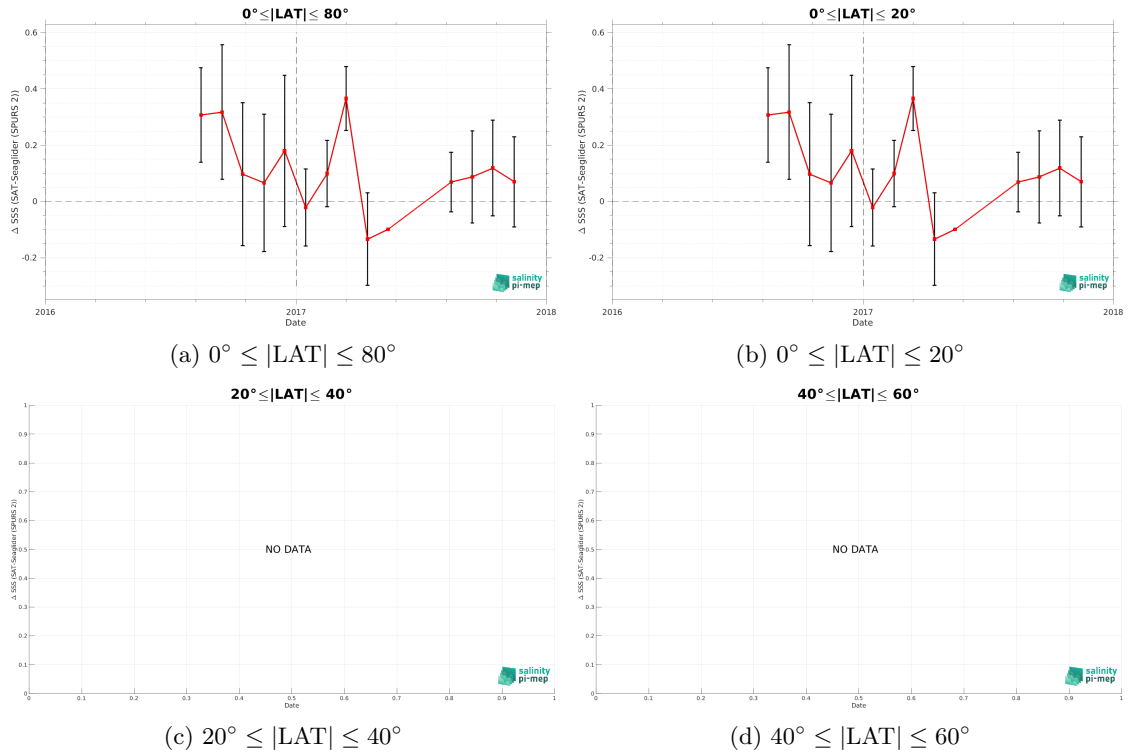 0°≤|LAT|≤ 80°
0.6
0.4
0.2
0
-0.2
Δ SSS (SAT-Seaglider (SPURS 2))
2016
2017
2018
Date
salinity
pi-mep
(a) 0° ≤ |LAT| ≤ 80°
0°≤|LAT|≤ 20°
0.6
0.4
0.2
0
-0.2
Δ SSS (SAT-Seaglider (SPURS 2))
2016
2017
2018
Date
salinity
pi-mep
(b) 0° ≤ |LAT| ≤ 20°
20°≤|LAT|≤ 40°
1
0.9
0.8
0.7
0.6
0.5
0.4
0.3
0.2
0.1
0
Δ SSS (SAT-Seaglider (SPURS 2))
NO DATA
0 0.1 0.2 0.3 0.4 0.5 0.6 0.7 0.8 0.9 1
Date
salinity
pi-mep
(c) 20° ≤ |LAT| ≤ 40°
40°≤|LAT|≤ 60°
1
0.9
0.8
0.7
0.6
0.5
0.4
0.3
0.2
0.1
0
Δ SSS (SAT-Seaglider (SPURS 2))
NO DATA
0 0.1 0.2 0.3 0.4 0.5 0.6 0.7 0.8 0.9 1
Date
salinity
pi-mep
(d) 40° ≤ |LAT| ≤ 60°